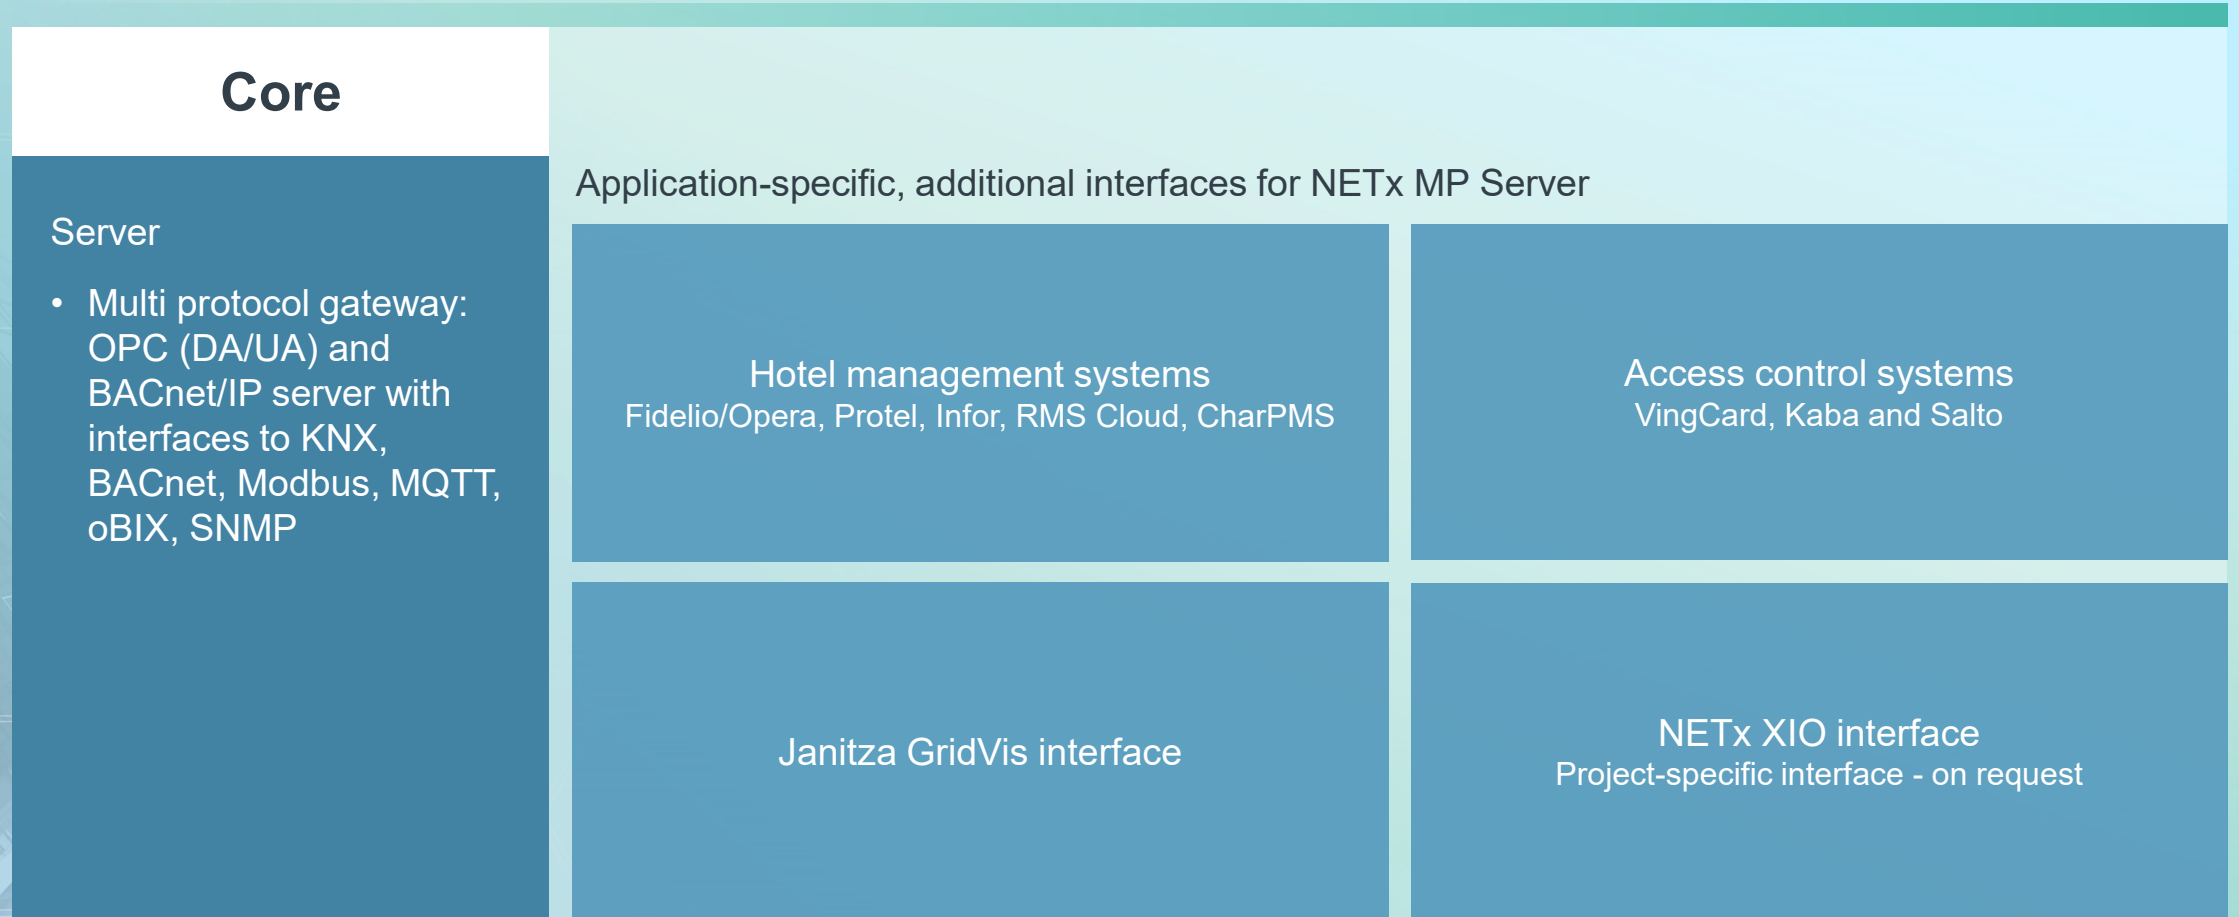 Core
Server
• Multi protocol gateway:
OPC (DA/UA) and
BACnet/IP server with
interfaces to KNX,
BACnet, Modbus, MQTT,
oBIX, SNMP
Application-specific, additional interfaces for NETx MP Server
Hotel management systems
Fidelio/Opera, Protel, Infor, RMS Cloud, CharPMS
Access control systems
VingCard, Kaba and Salto
Janitza GridVis interface
NETx XIO interface
Project-specific interface - on request